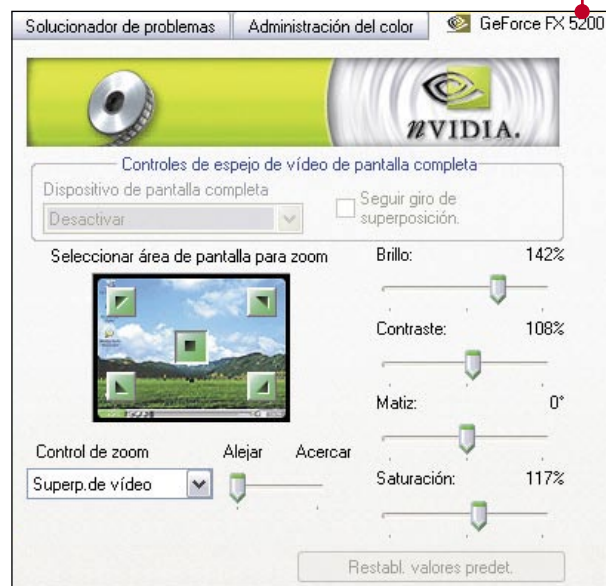 Solucionador de problemas
Administración del color
GeForce FX 5200
nVIDIA.
Controles de espejo de vídeo de pantalla completa
Dispositivo de pantalla completa
Desactivar
Seguir giro de
superposición.
Seleccionar área de pantalla para zoom
Brillo: 142%
Contraste: 108%
Matiz: 0°
Control de zoom
Alejar Acercar
Superp.de vídeo
Saturación: 117%
Restabl. valores predet.